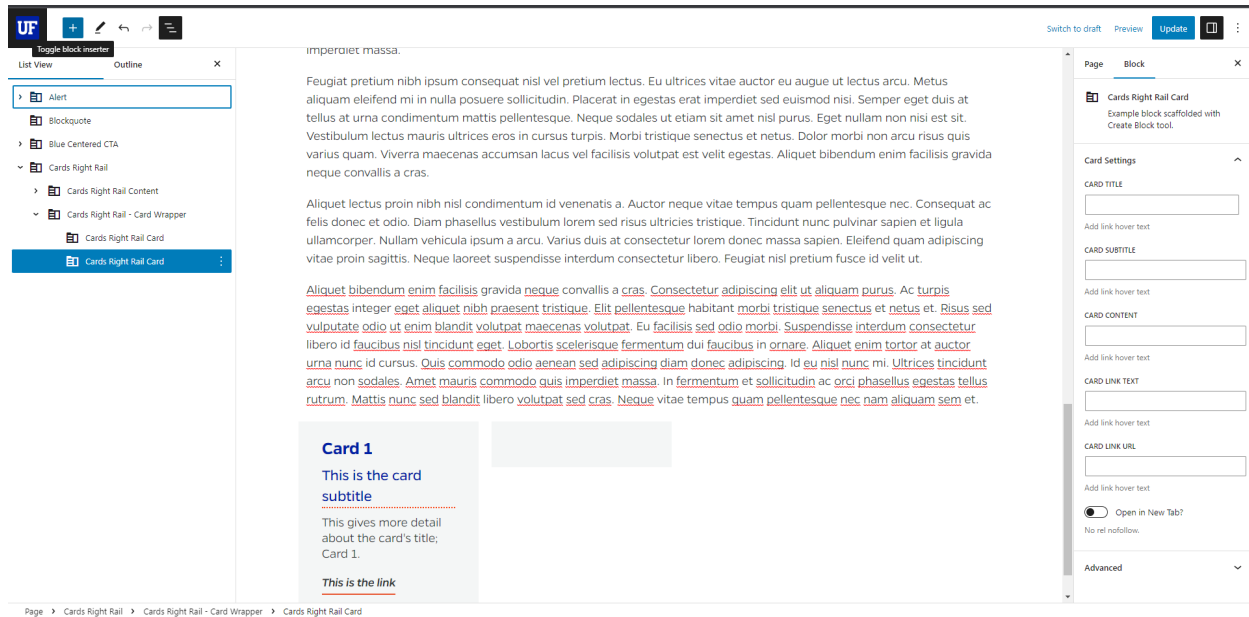 UF
Switch to draft
Preview
Update
Toggle block inserter
List View
Outline
Alert
Blockquote
Blue Centered CTA
Cards Right Rail
Cards Right Rail Content
Cards Right Rail - Card Wrapper
Cards Right Rail Card
Cards Right Rail Card
imperdiet massa.
Feugiat pretium nibh ipsum consequat nisl vel pretium lectus. Eu ultrices vitae auctor eu augue ut lectus arcu. Metus
aliquam eleifend mi in nulla posuere sollicitudin. Placerat in egestas erat imperdiet sed euismod nisi. Semper eget duis at
tellus at urna condimentum mattis pellentesque. Neque sodales ut etiam sit amet nisl purus. Eget nullam non nisi est sit.
Vestibulum lectus mauris ultrices eros in cursus turpis. Morbi tristique senectus et netus. Dolor morbi non arcu risus quis
varius quam. Viverra maecenas accumsan lacus vel facilisis volutpat est velit egestas. Aliquet bibendum enim facilisis gravida
neque convallis a cras.
Aliquet lectus proin nibh nisl condimentum id venenatis a. Auctor neque vitae tempus quam pellentesque nec. Consequat ac
felis donec et odio. Diam phasellus vestibulum lorem sed risus ultricies tristique. Tincidunt nunc pulvinar sapien et ligula
ullamcorper. Nullam vehicula ipsum a arcu. Varius duis at consectetur lorem donec massa sapien. Eleifend quam adipiscing
vitae proin sagittis. Neque laoreet suspendisse interdum consectetur libero. Feugiat nisl pretium fusce id velit ut.
Aliquet bibendum enim facilisis gravida neque convallis a cras. Consectetur adipiscing elit ut aliquam purus. Ac turpis
egestas integer eget aliquet nibh praesent tristique. Elit pellentesque habitant morbi tristique senectus et netus et. Risus sed
vulputate odio ut enim blandit volutpat maecenas volutpat. Eu facilisis sed odio morbi. Suspendisse interdum consectetur
libero id faucibus nisl tincidunt eget. Lobortis scelerisque fermentum dui faucibus in ornare. Aliquet enim tortor at auctor
urna nunc id cursus. Quis commodo odio aenean sed adipiscing diam donec adipiscing. Id eu nisl nunc mi. Ultrices tincidunt
arcu non sodales. Amet mauris commodo quis imperdiet massa. In fermentum et sollicitudin ac orci phasellus egestas tellus
rutrum. Mattis nunc sed blandit libero volutpat sed cras. Neque vitae tempus quam pellentesque nec nam aliquam sem et.
Card 1
This is the card
subtitle
This gives more detail
about the card's title;
Card 1.
This is the link
Page
Block
Cards Right Rail Card
Example block scaffolded with
Create Block tool.
Card Settings
CARD TITLE
Add link hover text
CARD SUBTITLE
Add link hover text
CARD CONTENT
Add link hover text
CARD LINK TEXT
Add link hover text
CARD LINK URL
Add link hover text
Open in New Tab?
No rel nofollow.
Advanced
Page > Cards Right Rail > Cards Right Rail - Card Wrapper > Cards Right Rail Card